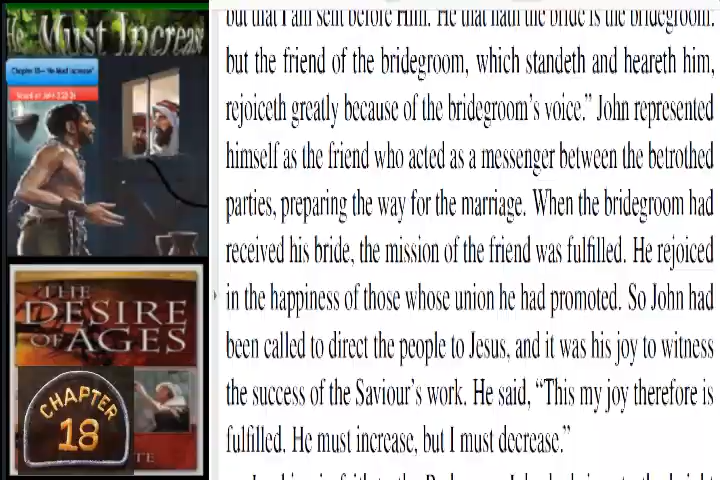 He Must Increase
Chapter 18—"He Must Increase"
THE
DESIRE
OF AGES
CHAPTER
18
TE
but that I am sent before Him. He that hath the bride is the bridegroom:
but the friend of the bridegroom, which standeth and heareth him,
rejoiceth greatly because of the bridegroom's voice.” John represented
himself as the friend who acted as a messenger between the betrothed
parties, preparing the way for the marriage. When the bridegroom had
received his bride, the mission of the friend was fulfilled. He rejoiced
in the happiness of those whose union he had promoted. So John had
been called to direct the people to Jesus, and it was his joy to witness
the success of the Saviour's work. He said, “This my joy therefore is
fulfilled. He must increase, but I must decrease.”